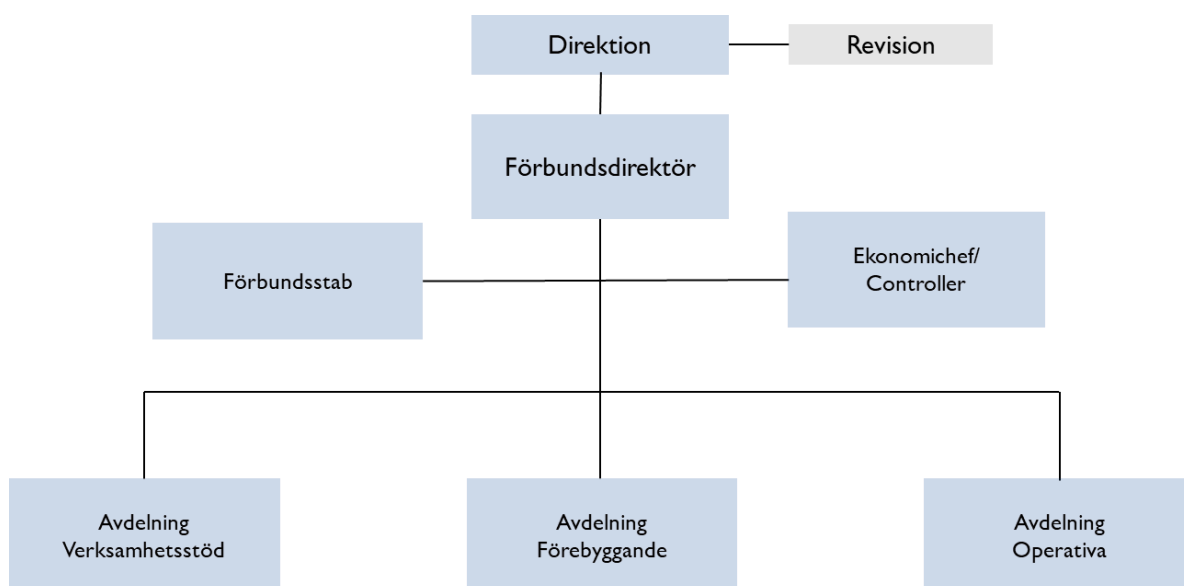 Direktion
Revision
Förbundsdirektör
Förbundsstab
Ekonomichef/
Controller
Avdelning
Verksamhetsstöd
Avdelning
Förebyggande
Avdelning
Operativa